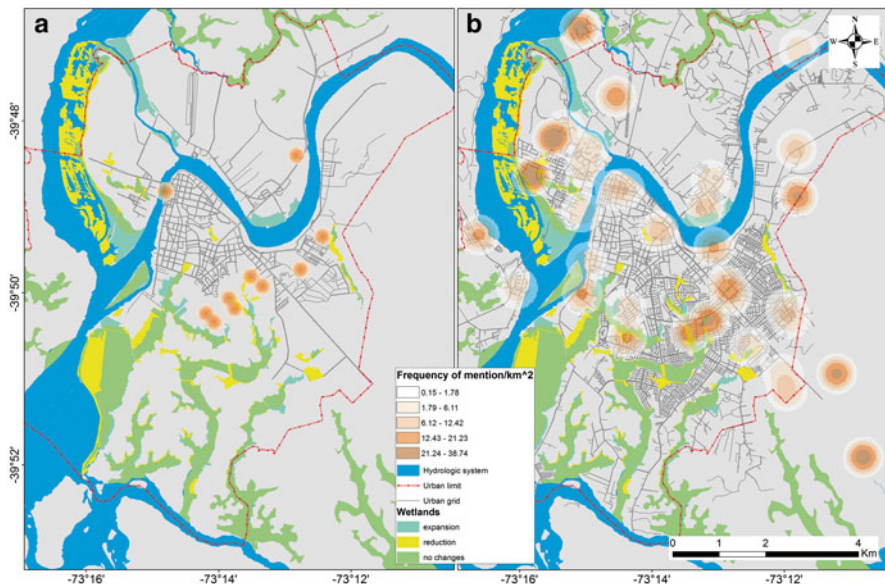 a
b
N
W E
S
-39°48'
-39°50'
-39°52'
Frequency of mention/km^2
0.15 - 1.78
1.79 - 6.11
6.12 - 12.42
12.43 - 21.23
21.24 - 38.74
Hydrologic system
Urban limit
Urban grid
Wetlands
expansion
reduction
no changes
0 1 2 4
Km
-73°16' -73°14' -73°12' -73°16' -73°14' -73°12'